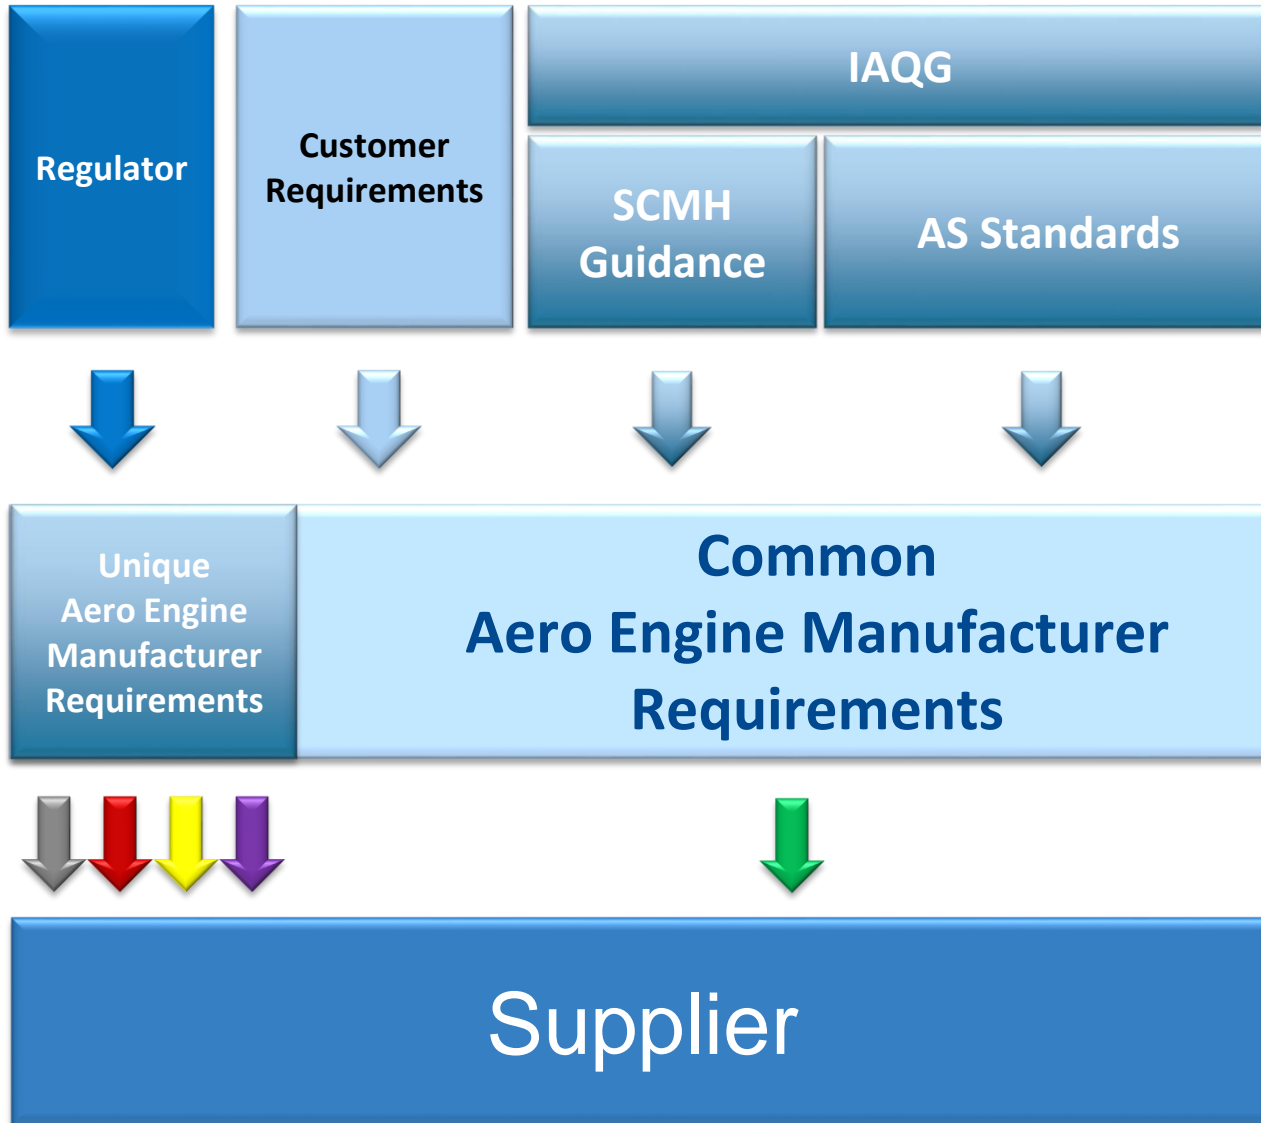 Regulator
Customer
Requirements
IAQG
SCMH
Guidance
AS Standards
Unique
Aero Engine
Manufacturer
Requirements
Common
Aero Engine Manufacturer
Requirements
Supplier